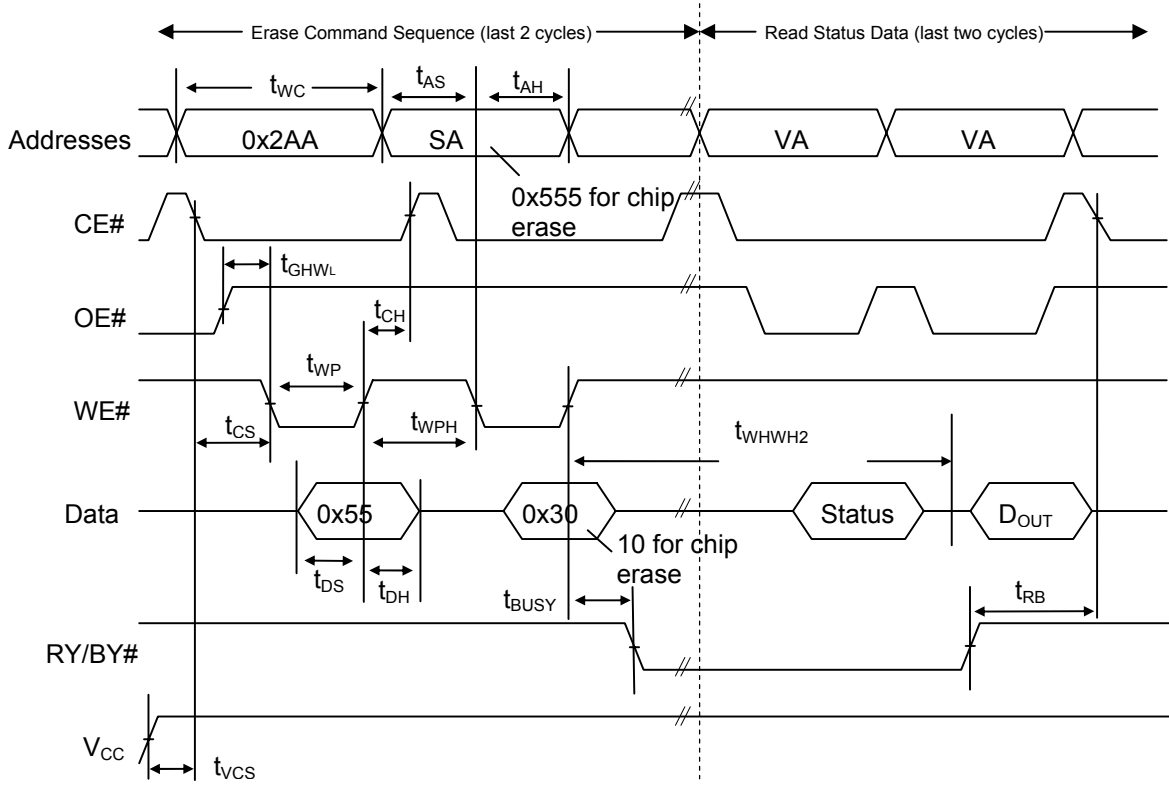 Erase Command Sequence (last 2 cycles)
Read Status Data (last two cycles)
tWC
tAS
tAH
Addresses
0x2AA
SA
VA
VA
0x555 for chip
erase
CE#
tGHWL
OE#
tCH
tWP
WE#
tCS
tWPH
tWHWH2
Data
0x55
0x30
Status
DOUT
10 for chip
erase
tDS
tDH
tBUSY
tRB
RY/BY#
VCC
tVCS